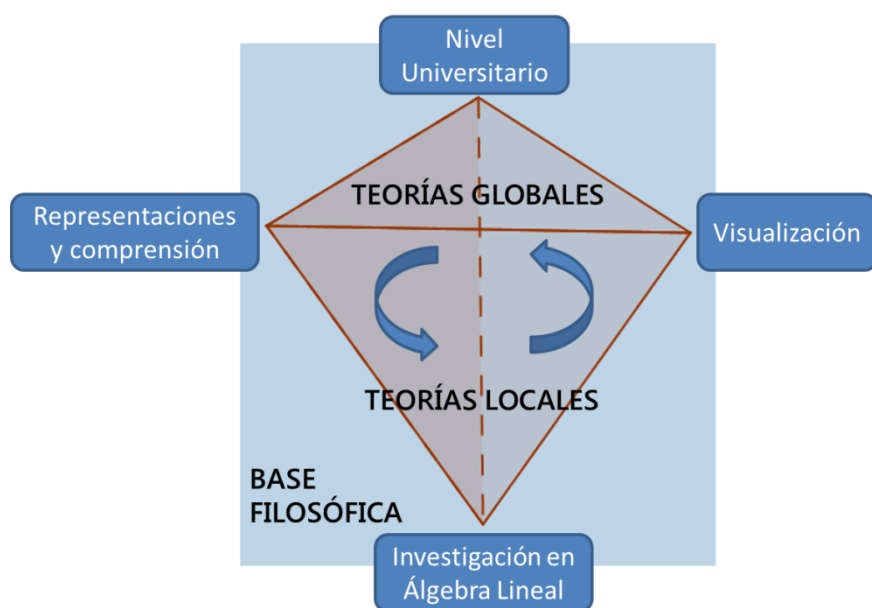 Nivel
Universitario
TEORÍAS GLOBALES
Representaciones
y comprensión
Visualización
TEORÍAS LOCALES
BASE
FILOSÓFICA
Investigación en
Álgebra Lineal